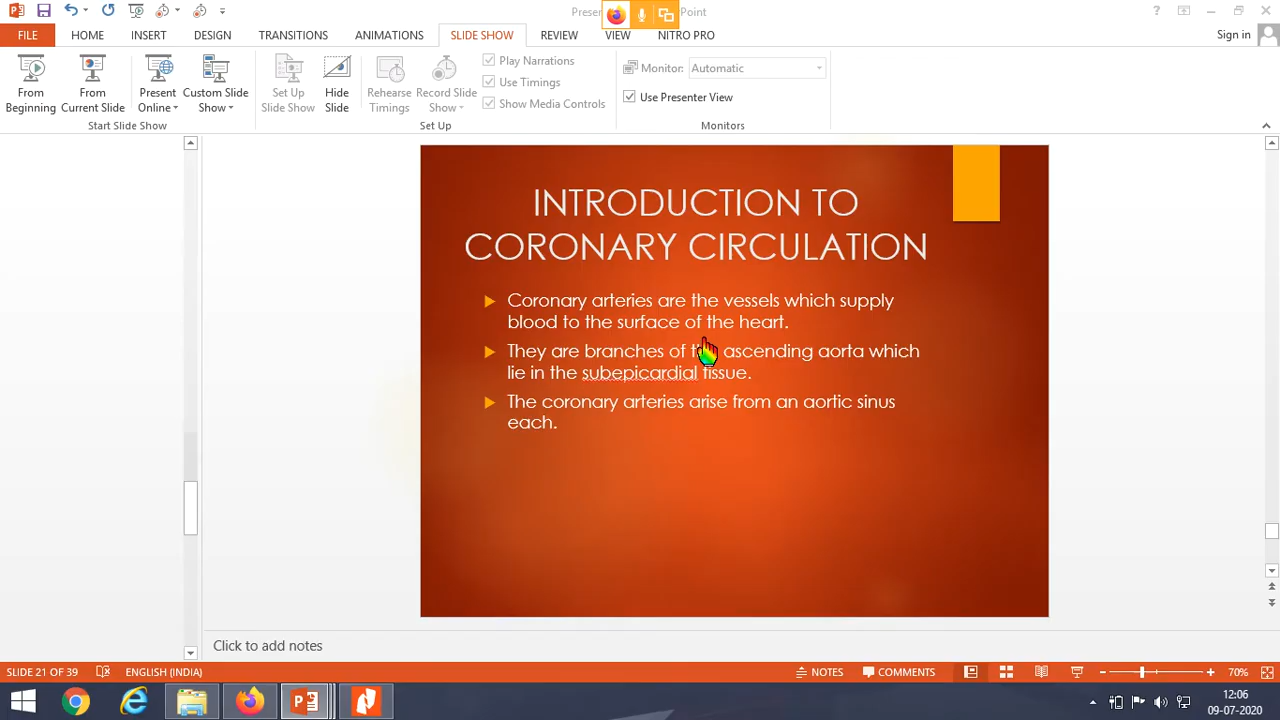 Presen Point
FILE HOME INSERT DESIGN TRANSITIONS ANIMATIONS SLIDE SHOW REVIEW VIEW NITRO PRO Sign in
From Beginning
From Current Slide
Present Online
Custom Slide Show
Set Up Slide Show
Hide Slide
Rehearse Timings
Record Slide Show
Play Narrations
Use Timings
Show Media Controls
Monitor: Automatic
Use Presenter View
Start Slide Show Set Up Monitors
INTRODUCTION TO
CORONARY CIRCULATION
Coronary arteries are the vessels which supply
blood to the surface of the heart.
They are branches of the ascending aorta which
lie in the subepicardial tissue.
The coronary arteries arise from an aortic sinus
each.
Click to add notes
SLIDE 21 OF 39 ENGLISH (INDIA) NOTES COMMENTS 70%
12:06
09-07-2020